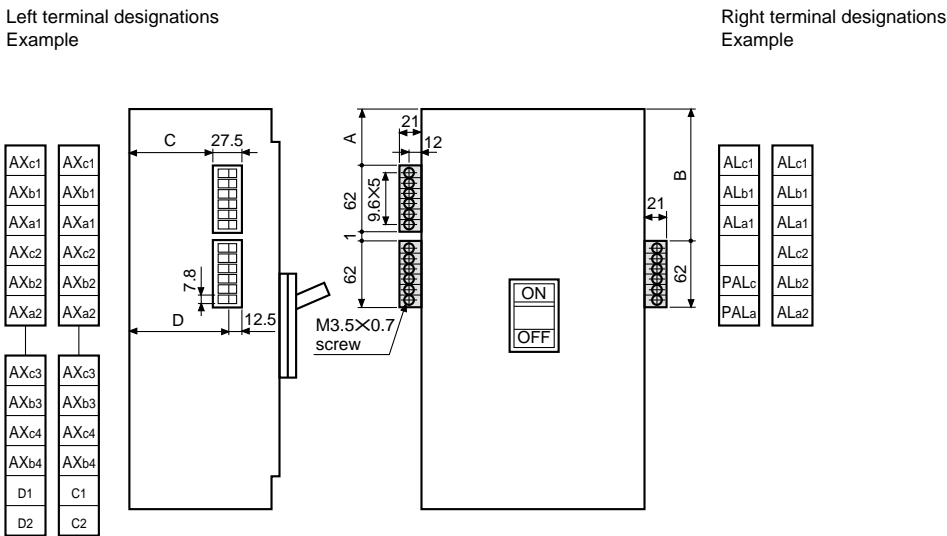 Left terminal designations
Example
Right terminal designations
Example
AXc1
AXb1
AXa1
AXc2
AXb2
AXa2
AXc3
AXb3
AXc4
AXb4
D1
D2
AXc1
AXb1
AXa1
AXc2
AXb2
AXa2
AXc3
AXb3
AXc4
AXb4
C1
C2
C
27.5
7.8
D
12.5
A
21
12
62
9.6×5
1
62
M3.5×0.7
screw
ON
OFF
B
21
62
ALc1
ALb1
ALa1
PALc
PALa
ALc1
ALb1
ALa1
ALc2
ALb2
ALa2